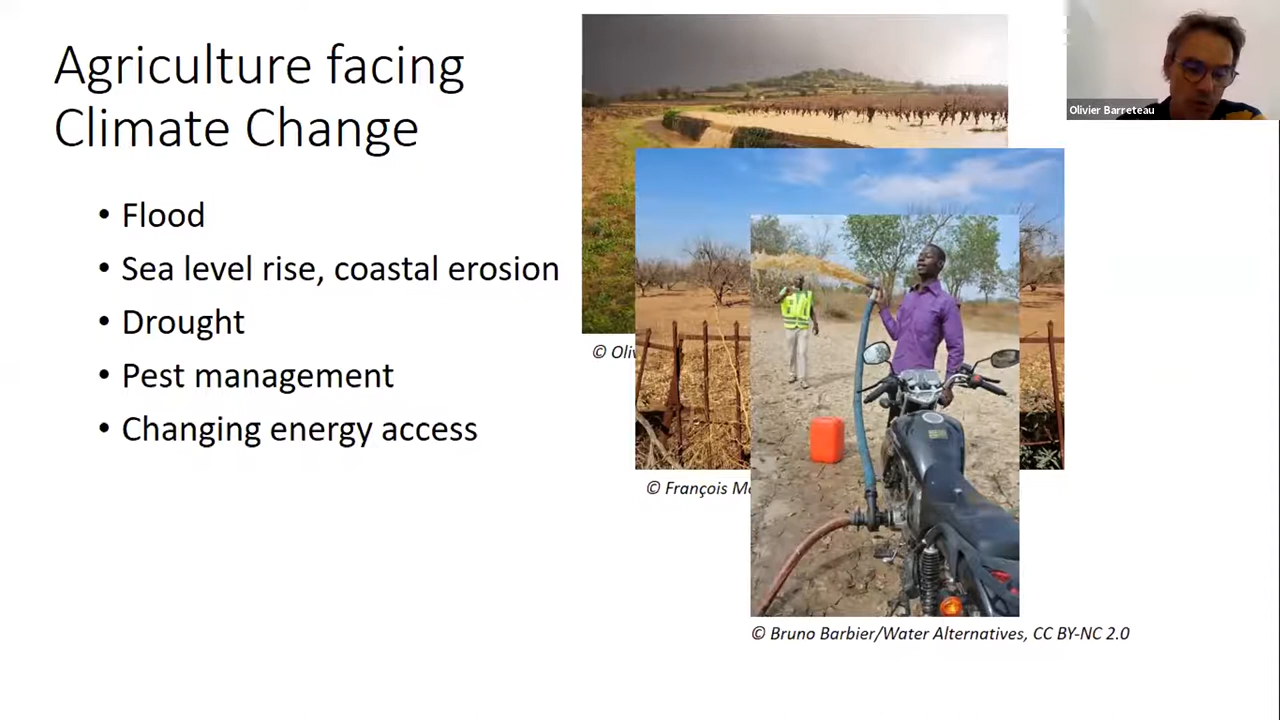 Agriculture facing
Climate Change
• Flood
• Sea level rise, coastal erosion
• Drought
• Pest management
• Changing energy access
Olivier Barreteau
©
© François
© Bruno Barbier/Water Alternatives, CC BY-NC 2.0